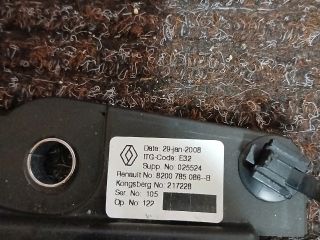 Date: 29-jan-2008
ITG-Code: E32
Supp. No: 025524
Renault No: 8200 785 086--B
Kongsberg No: 217228
Ser. No: 105
Op. No: 122